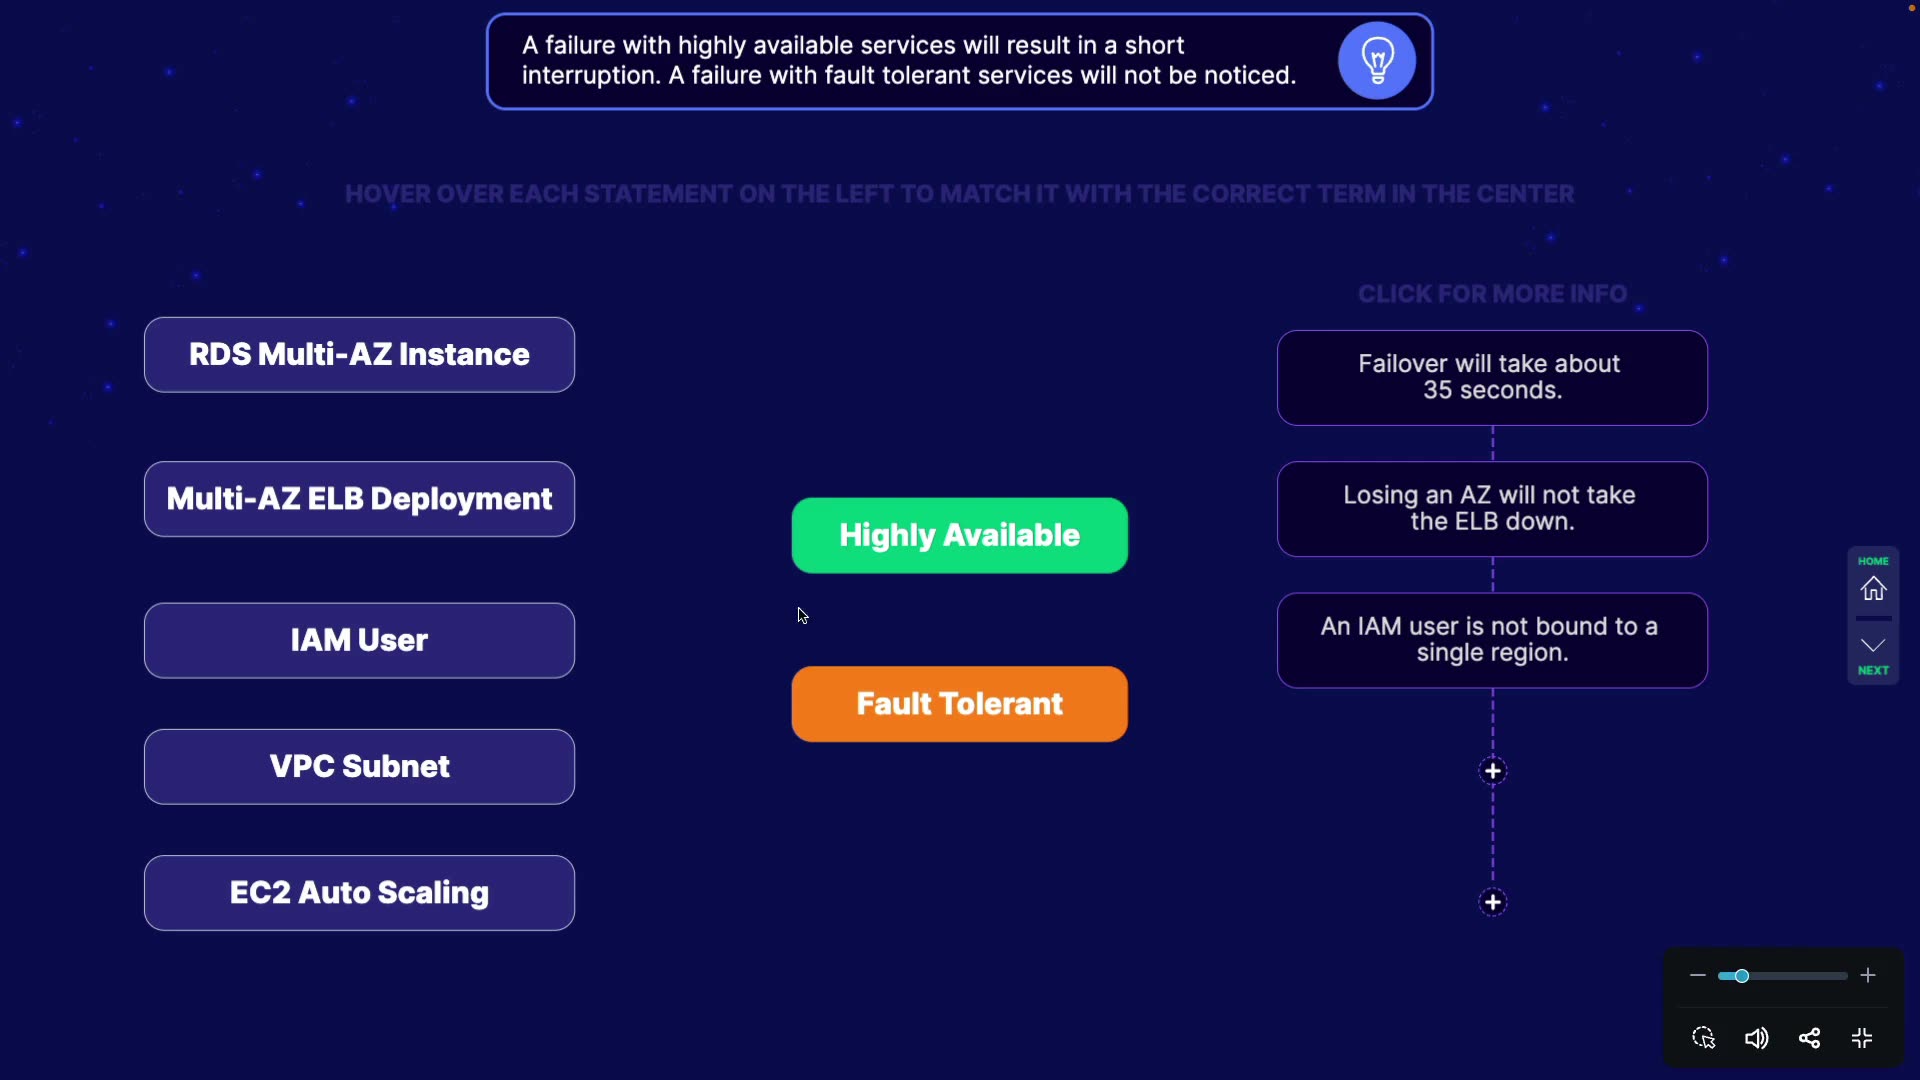 A failure with highly available services will result in a short
interruption. A failure with fault tolerant services will not be noticed.
HOVER OVER EACH STATEMENT ON THE LEFT TO MATCH IT WITH THE CORRECT TERM IN THE CENTER
RDS Multi-AZ Instance
Multi-AZ ELB Deployment
IAM User
VPC Subnet
EC2 Auto Scaling
Highly Available
Fault Tolerant
CLICK FOR MORE INFO
Failover will take about
35 seconds.
Losing an AZ will not take
the ELB down.
An IAM user is not bound to a
single region.
HOME
NEXT